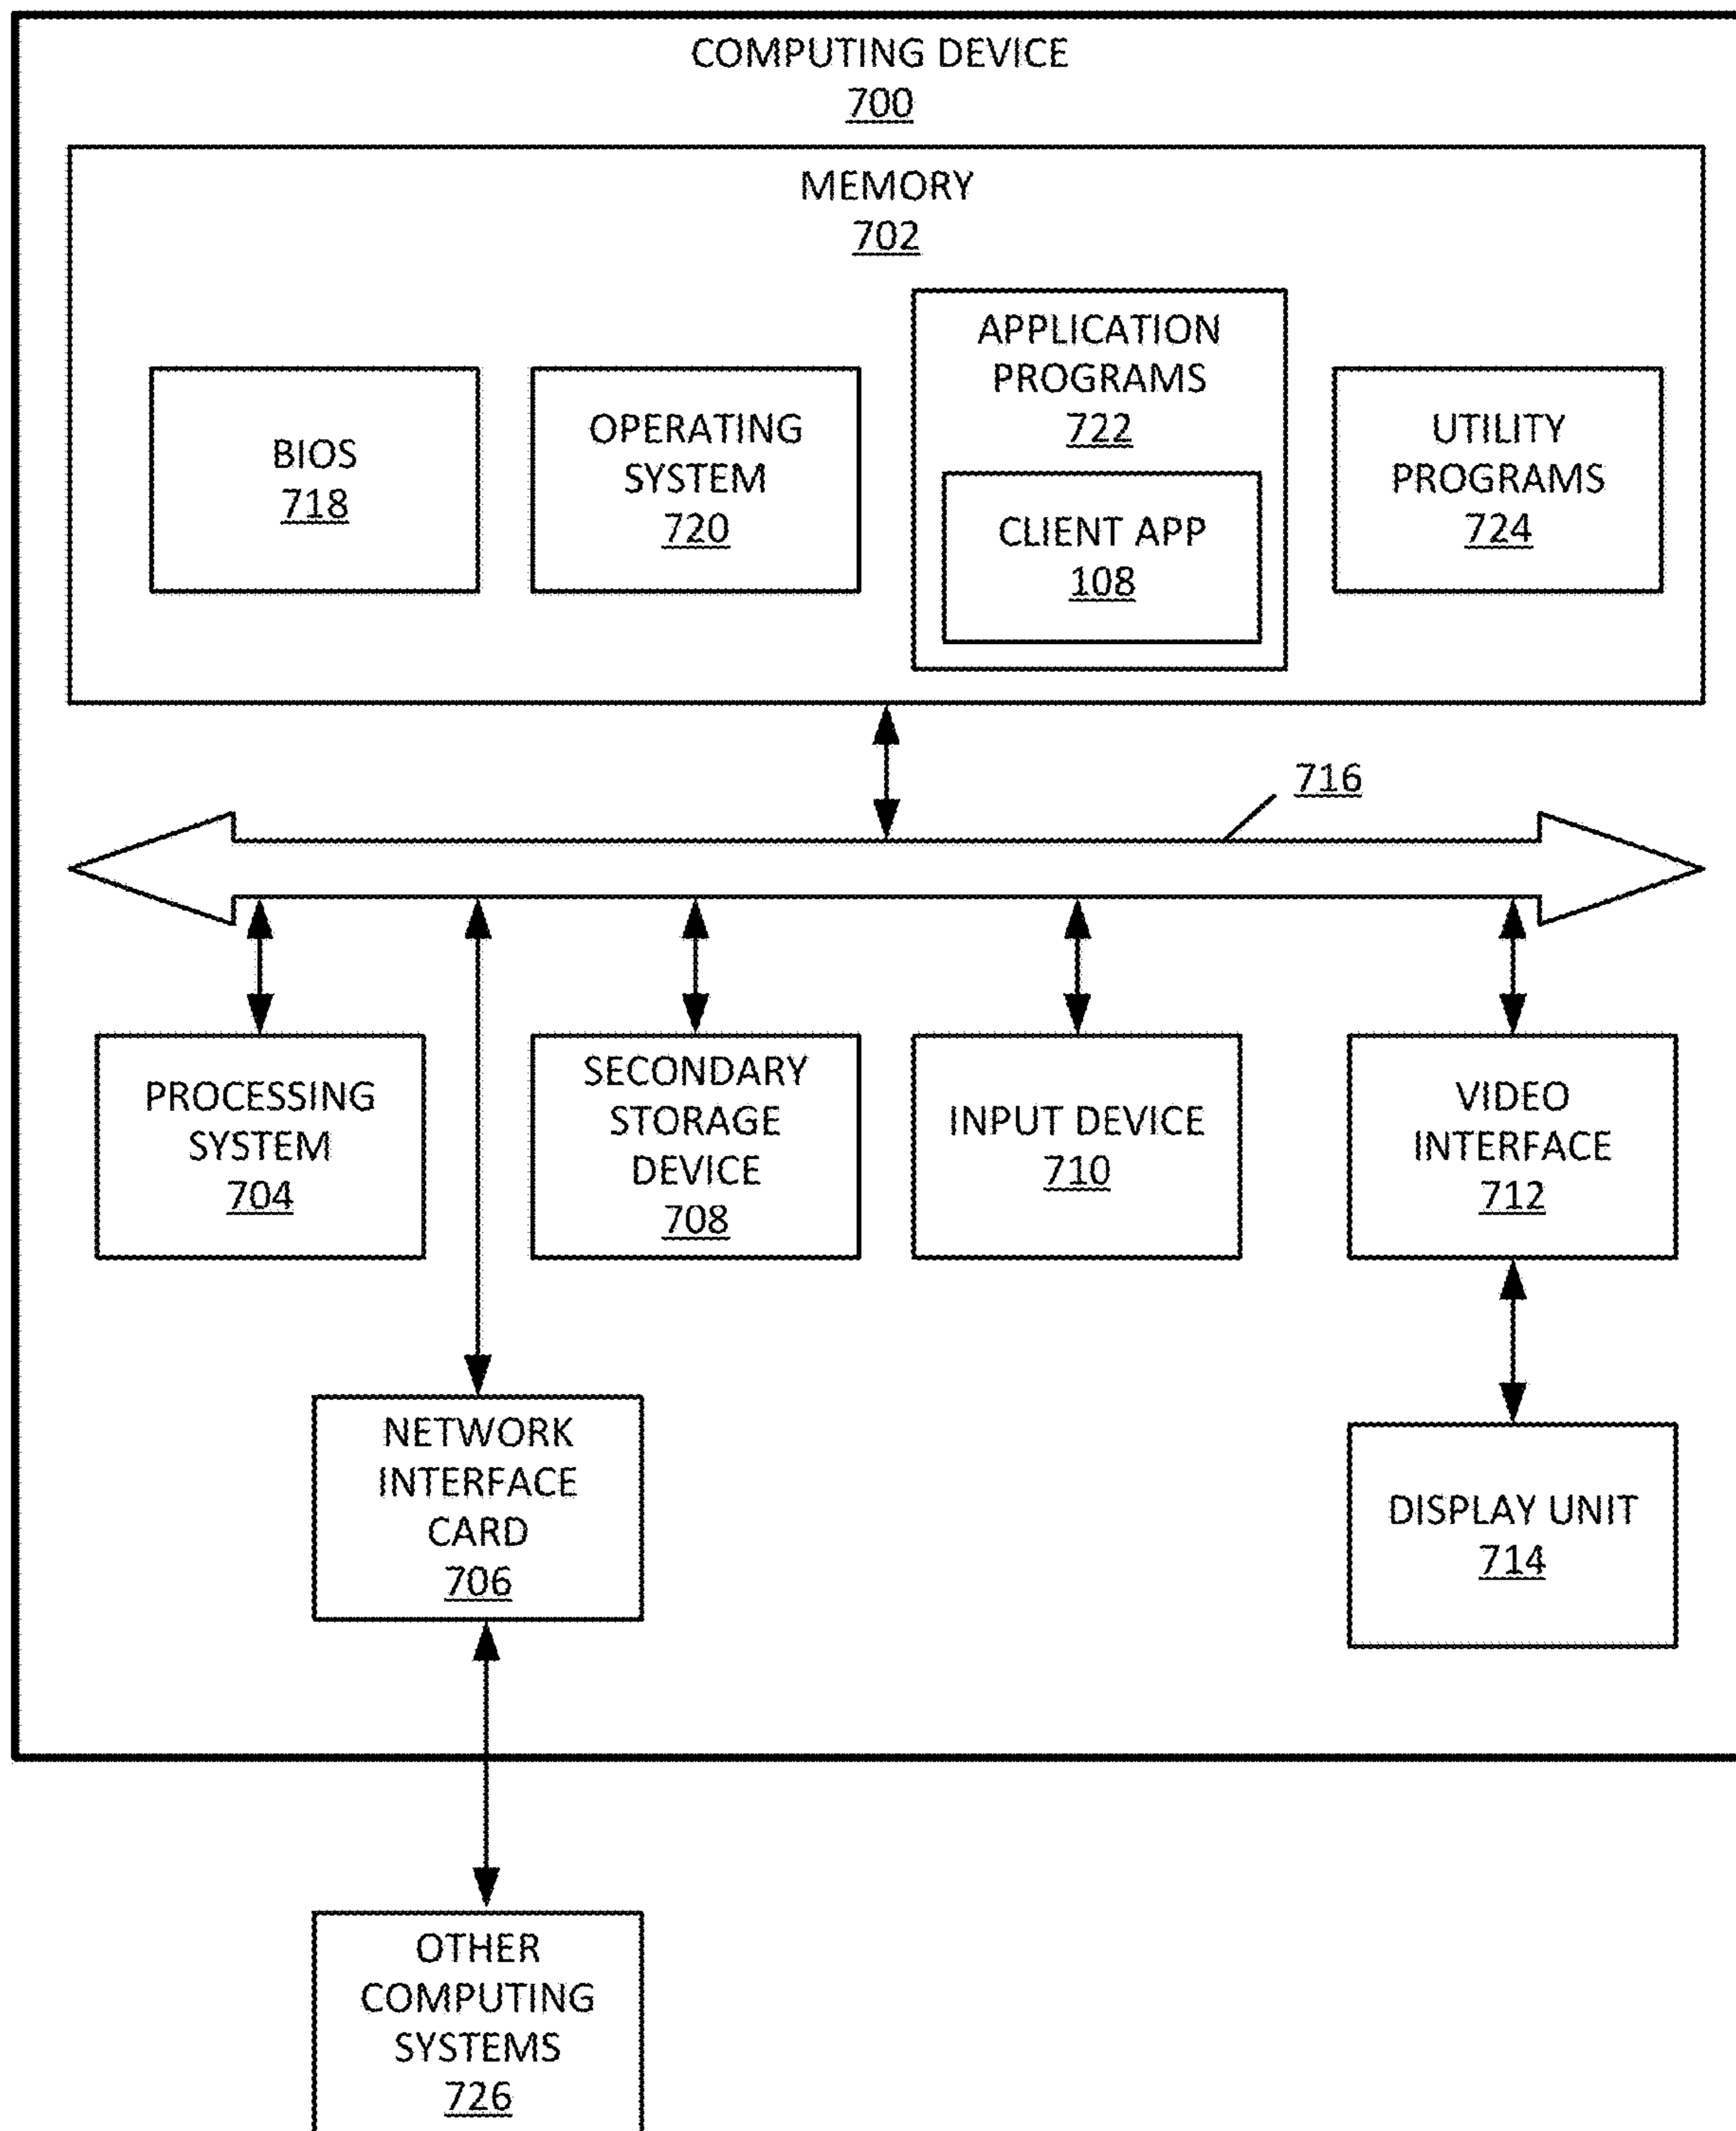 COMPUTING DEVICE
700
MEMORY
702
BIOS
718
OPERATING
SYSTEM
720
APPLICATION
PROGRAMS
722
CLIENT APP
108
UTILITY
PROGRAMS
724
716
PROCESSING
SYSTEM
704
SECONDARY
STORAGE
DEVICE
708
INPUT DEVICE
710
VIDEO
INTERFACE
712
NETWORK
INTERFACE
CARD
706
DISPLAY UNIT
714
OTHER
COMPUTING
SYSTEMS
726